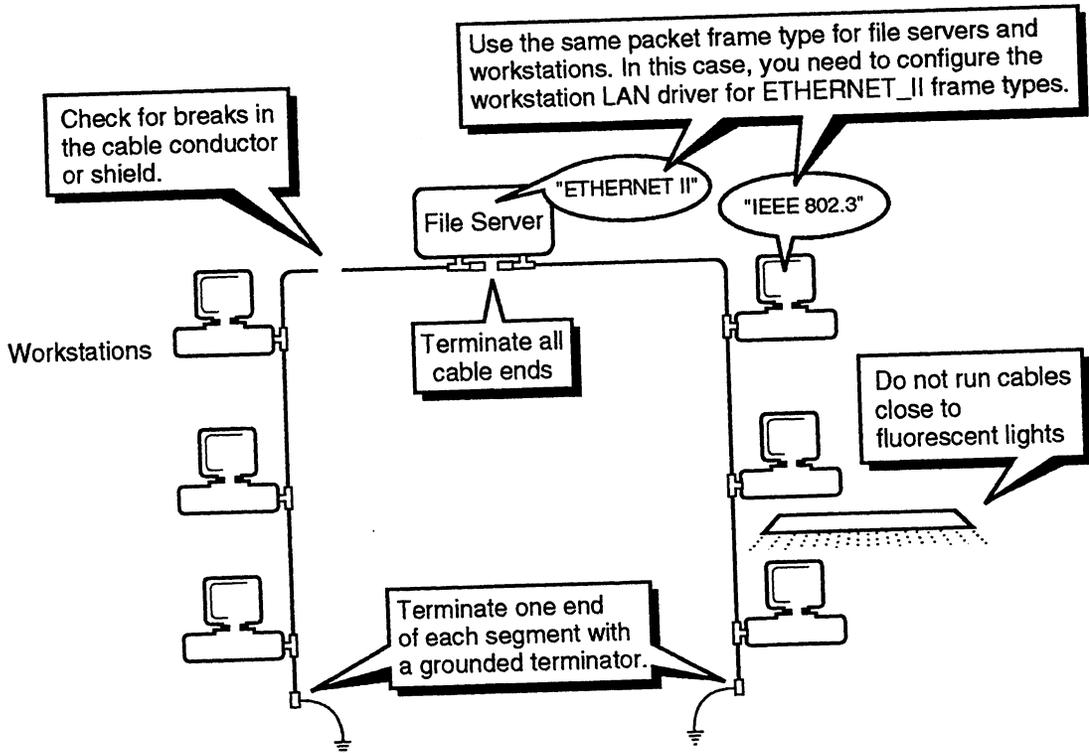 Use the same packet frame type for file servers and
workstations. In this case, you need to configure the
workstation LAN driver for ETHERNET_II frame types.
Check for breaks in
the cable conductor
or shield.
"ETHERNET II"
"IEEE 802.3"
File Server
Terminate all
cable ends
Workstations
Do not run cables
close to
fluorescent lights
Terminate one end
of each segment with
a grounded terminator.